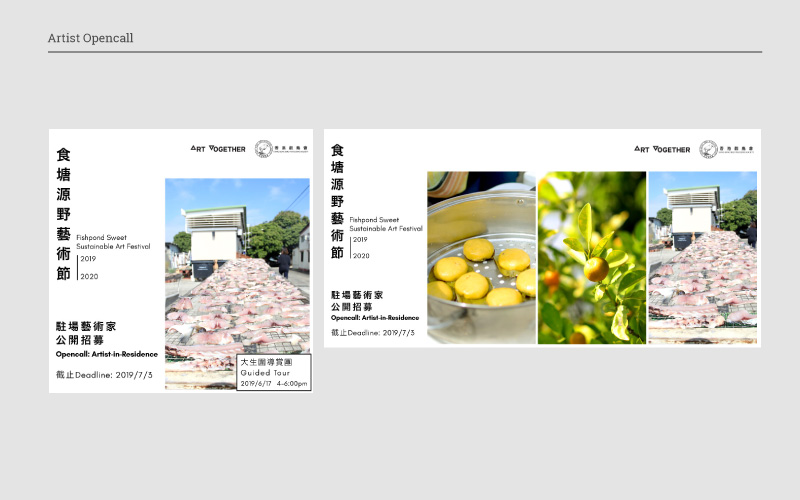 Artist Opencall
ART TOGETHER
食塘源野藝術節
Fishpond Sweet
Sustainable Art Festival
2019
2020
駐場藝術家
公開招募
Opencall: Artist-in-Residence
截止Deadline: 2019/7/3
大生圍導賞團
Guided Tour
2019/6/17 4-6:00pm
ART TOGETHER
食塘源野藝術節
Fishpond Sweet
Sustainable Art Festival
2019
2020
駐場藝術家
公開招募
Opencall: Artist-in-Residence
截止Deadline: 2019/7/3